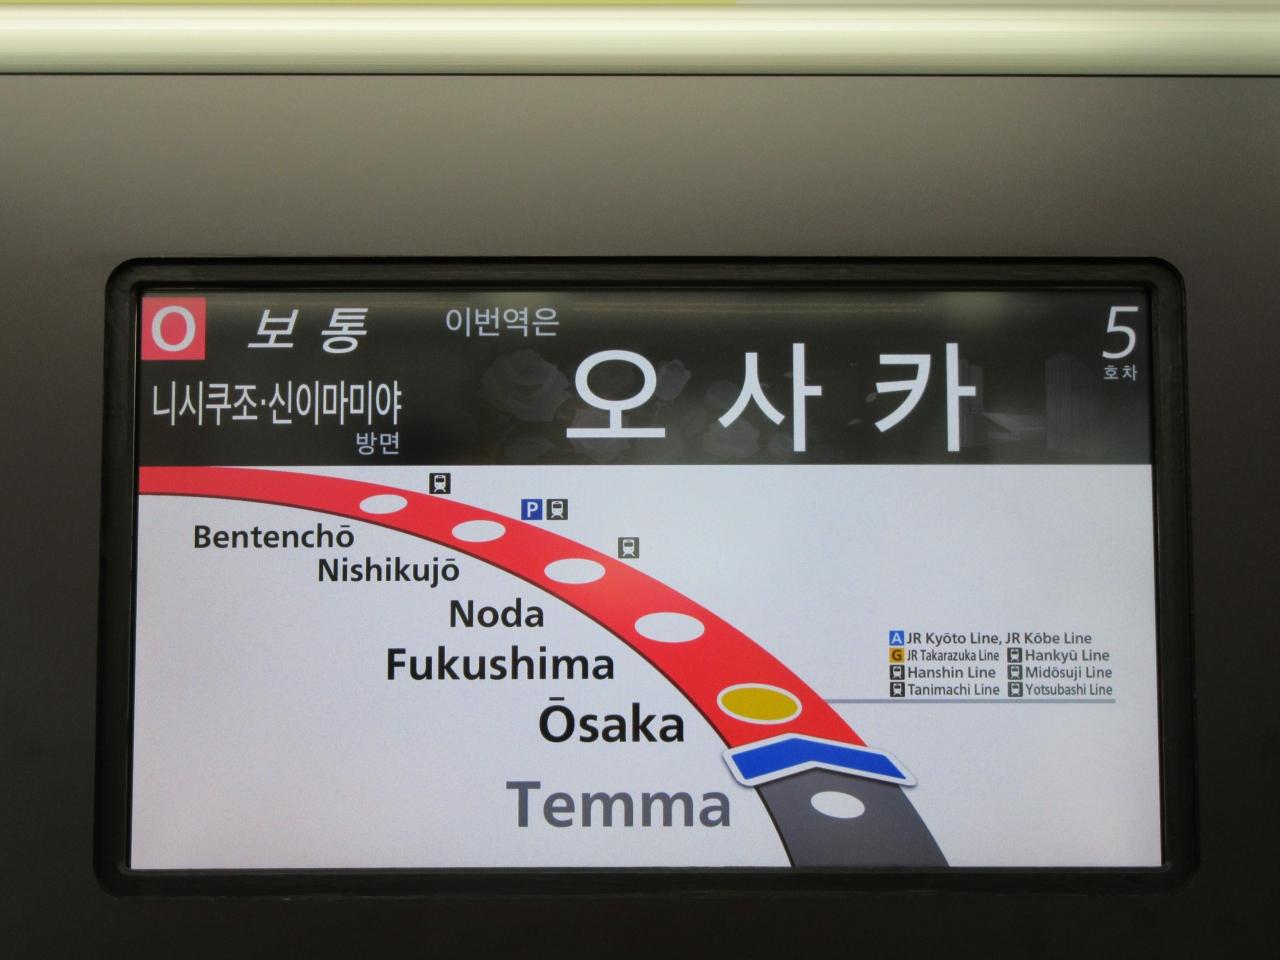 O 보통 이번역은 오사카 5
호차
니시쿠조·신이마미야
방면
P
Bentenchō
Nishikujō
Noda
Fukushima
Ōsaka
Temma
A JR Kyōto Line, JR Kōbe Line
G JR Takarazuka Line Hankyū Line
Hanshin Line Midōsuji Line
Tanimachi Line Yotsubashi Line